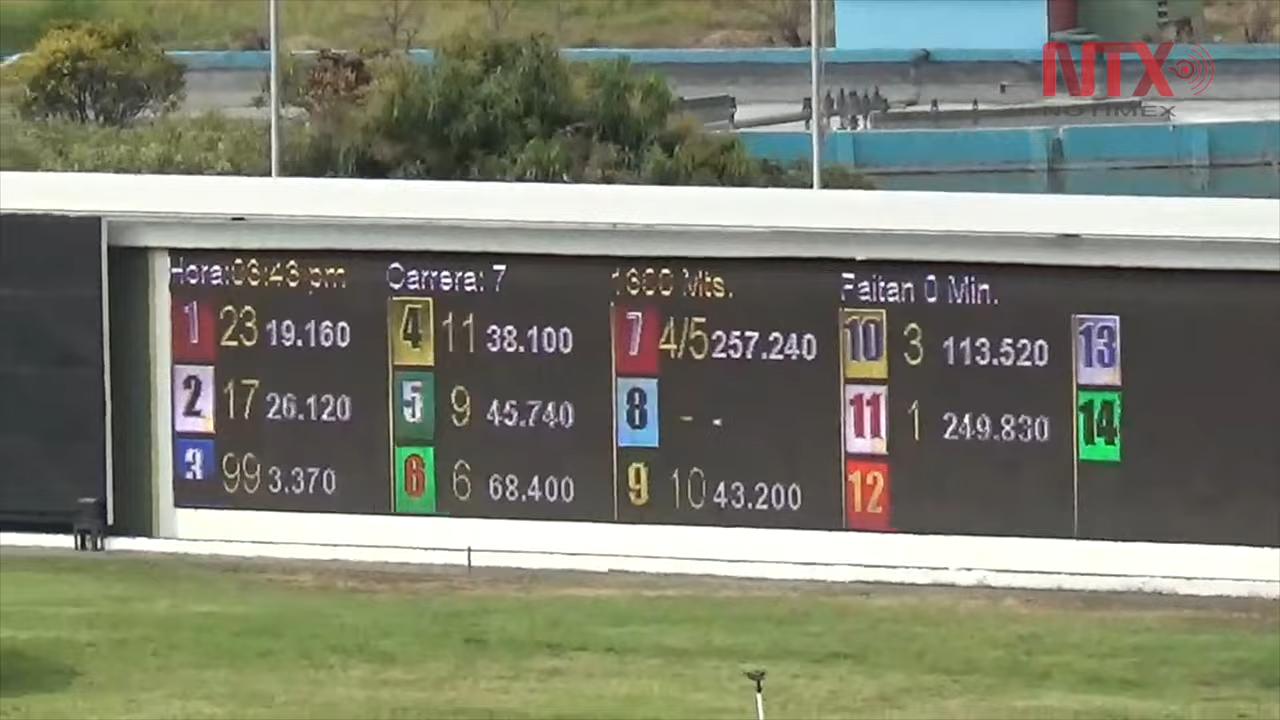 NTX
NOTIMEX
Hora:03:43 pm Carrera: 7 Mts. Faltan 0 Min.
1 23 19.160 4 11 38.100 7 4/5 257.240 10 3 113.520 13
2 17 26.120 5 9 45.740 8 - - 11 1 249.830 14
3 99 3.370 6 6 68.400 9 10 43.200 12